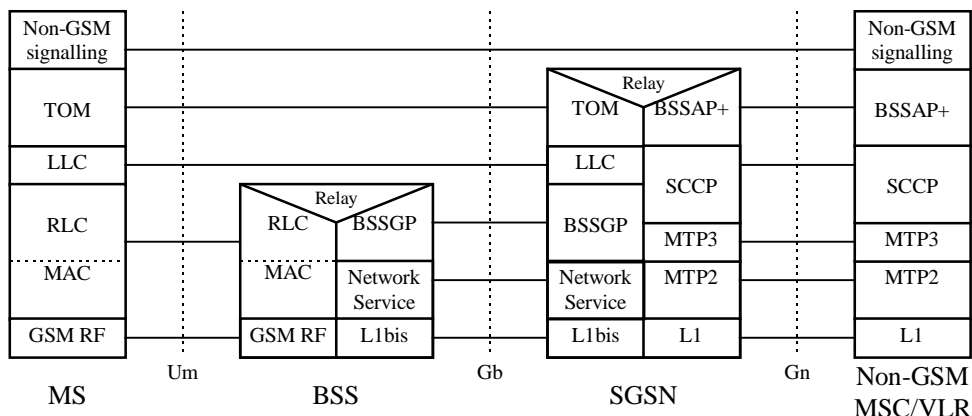 Non-GSM
signalling
Non-GSM
signalling
Relay
TOM
TOM
BSSAP+
BSSAP+
LLC
LLC
SCCP
SCCP
Relay
RLC
RLC
BSSGP
BSSGP
MTP3
MTP3
MAC
MAC
Network
Service
Network
Service
MTP2
MTP2
GSM RF
GSM RF
L1bis
L1bis
L1
L1
Um
Gb
Gn
MS
BSS
SGSN
Non-GSM
MSC/VLR